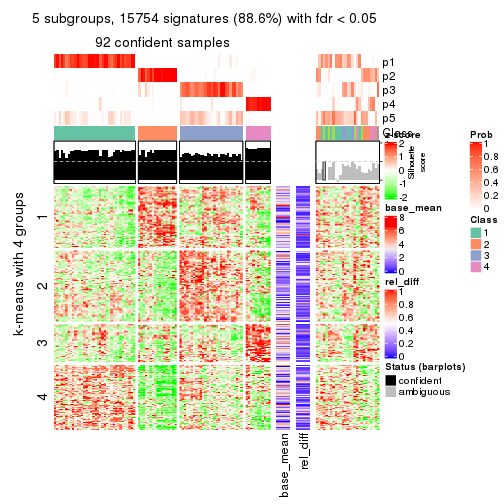 5 subgroups, 15754 signatures (88.6%) with fdr < 0.05
92 confident samples
p1
p2
p3
p4
p5
Class
z-score
2
1
0
-1
-2
Silhouette
score
k-means with 4 groups
1
2
3
4
base_mean
rel_diff
base_mean
8
6
4
2
0
rel_diff
1
0.8
0.6
0.4
0.2
0
Status (barplots)
confident
ambiguous
Prob
1
0.8
0.6
0.4
0.2
0
Class
1
2
3
4